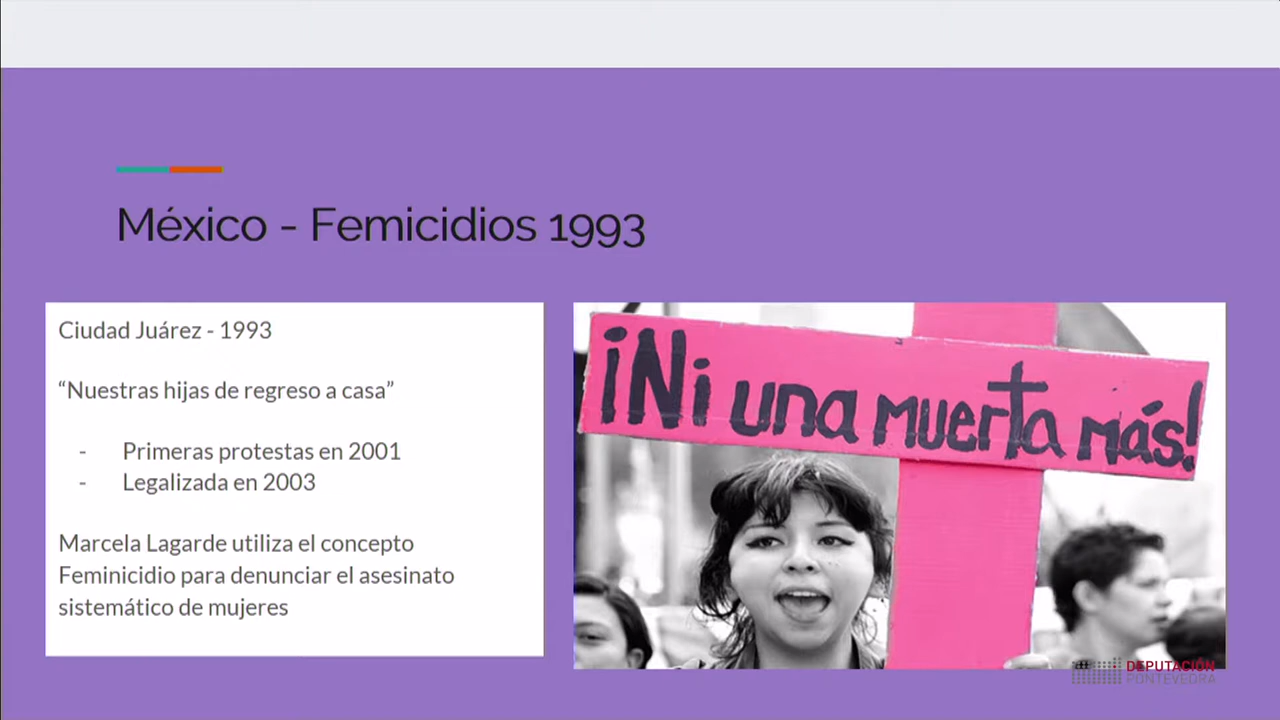 México - Femicidios 1993
Ciudad Juárez - 1993
“Nuestras hijas de regreso a casa”
- Primeras protestas en 2001
- Legalizada en 2003
Marcela Lagarde utiliza el concepto
Feminicidio para denunciar el asesinato
sistemático de mujeres
¡Ni una muerta más!
DEPUTACIÓN
PONTEVEDRA